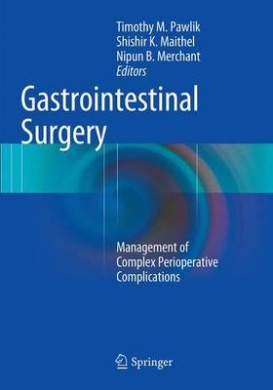 Timothy M. Pawlik
Shishir K. Maithel
Nipun B. Merchant
Editors
Gastrointestinal
Surgery
Management of
Complex Perioperative
Complications
Springer